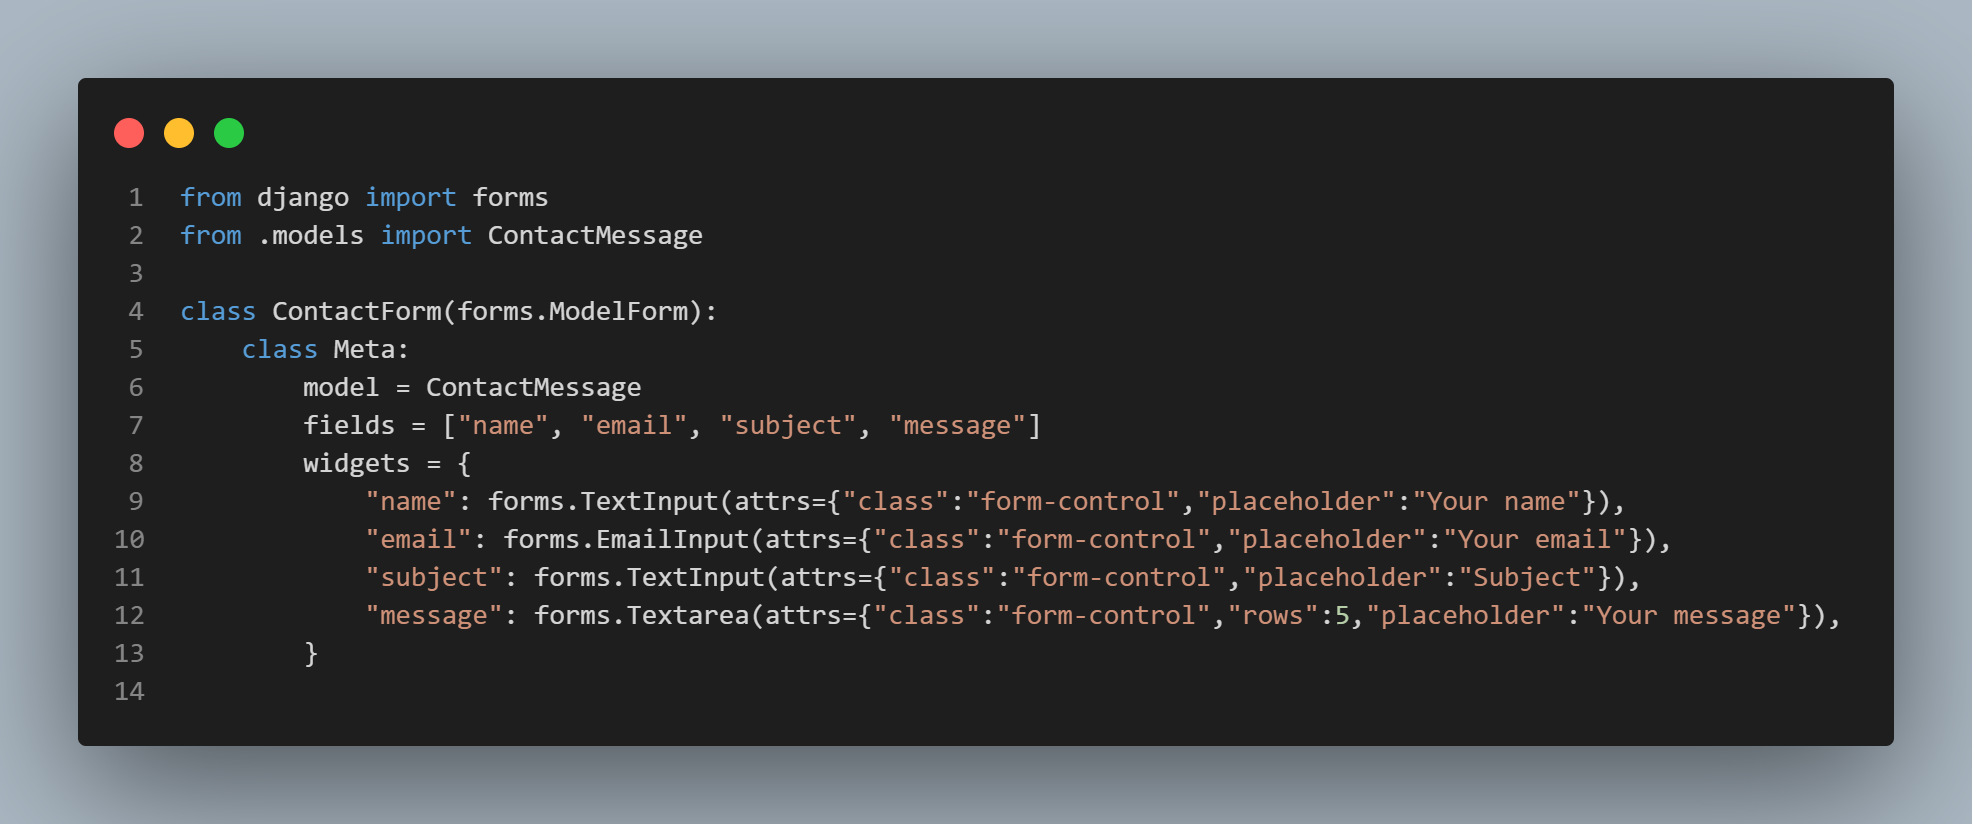 1 from django import forms
2 from .models import ContactMessage
3
4 class ContactForm(forms.ModelForm):
5     class Meta:
6         model = ContactMessage
7         fields = ["name", "email", "subject", "message"]
8         widgets = {
9             "name": forms.TextInput(attrs={"class":"form-control","placeholder":"Your name"}),
10             "email": forms.EmailInput(attrs={"class":"form-control","placeholder":"Your email"}),
11             "subject": forms.TextInput(attrs={"class":"form-control","placeholder":"Subject"}),
12             "message": forms.Textarea(attrs={"class":"form-control","rows":5,"placeholder":"Your message"}),
13         }
14